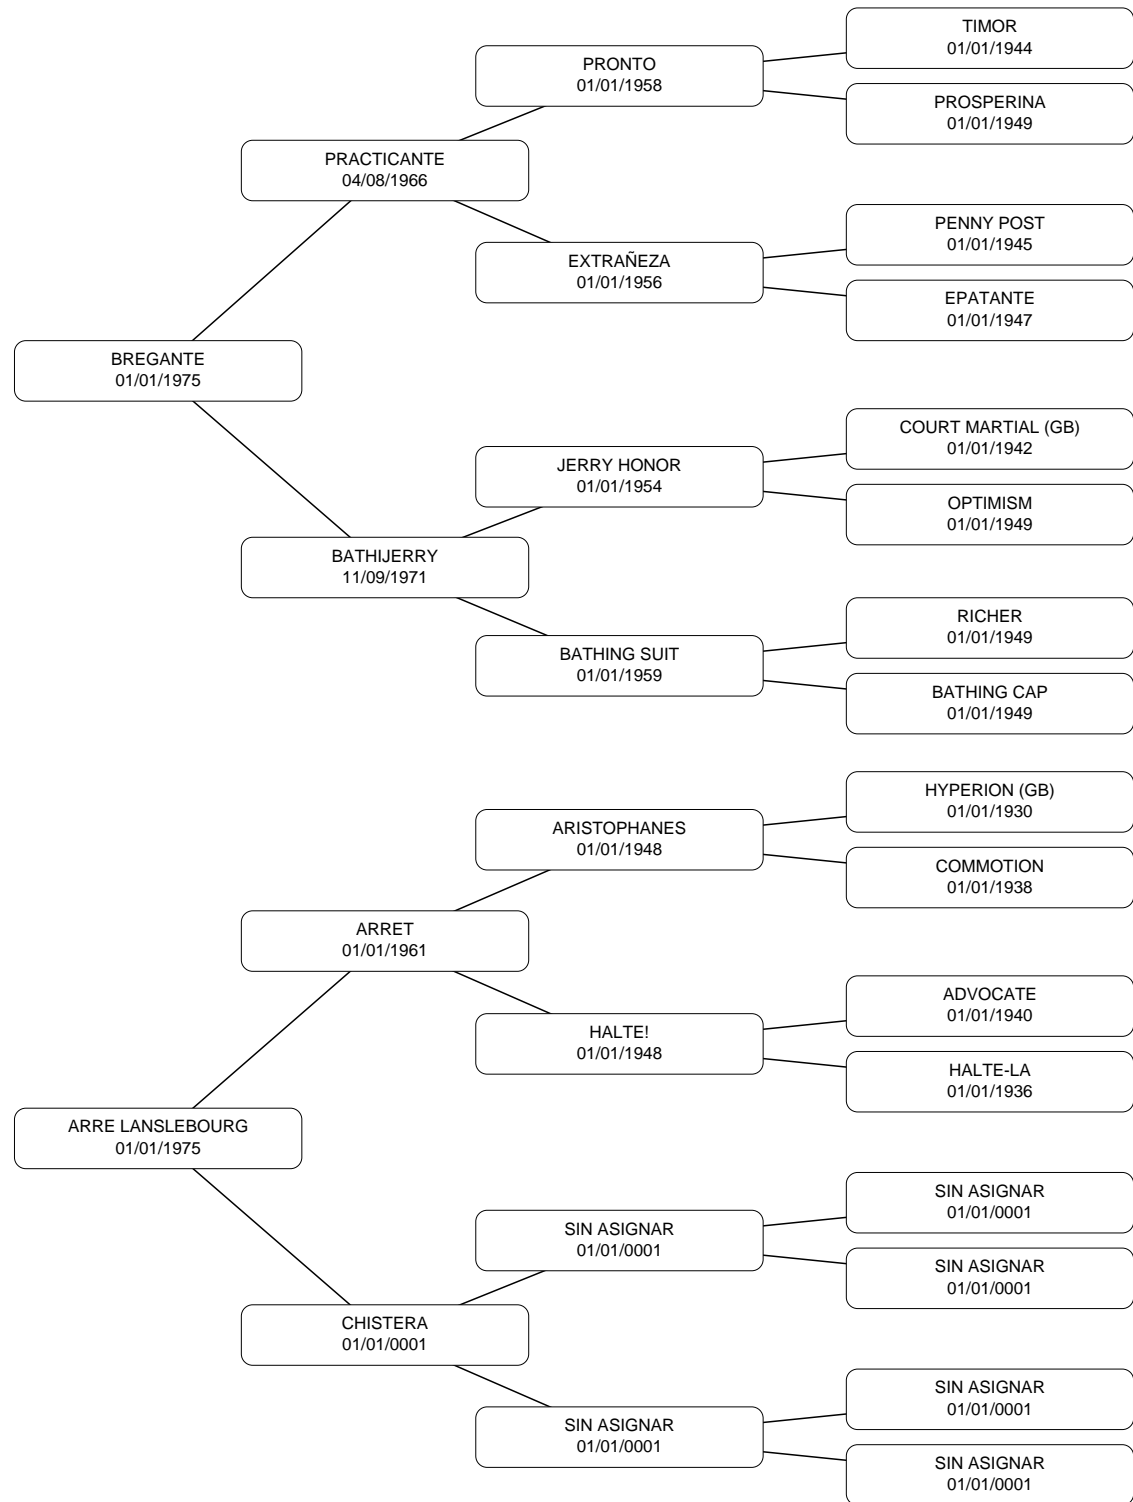 TIMOR
01/01/1944
PRONTO
01/01/1958
PROSPERINA
01/01/1949
PRACTICANTE
04/08/1966
PENNY POST
01/01/1945
EXTRAÑEZA
01/01/1956
EPATANTE
01/01/1947
BREGANTE
01/01/1975
COURT MARTIAL (GB)
01/01/1942
JERRY HONOR
01/01/1954
OPTIMISM
01/01/1949
BATHIJERRY
11/09/1971
RICHER
01/01/1949
BATHING SUIT
01/01/1959
BATHING CAP
01/01/1949
HYPERION (GB)
01/01/1930
ARISTOPHANES
01/01/1948
COMMOTION
01/01/1938
ARRET
01/01/1961
ADVOCATE
01/01/1940
HALTE!
01/01/1948
HALTE-LA
01/01/1936
ARRE LANSLEBOURG
01/01/1975
SIN ASIGNAR
01/01/0001
SIN ASIGNAR
01/01/0001
SIN ASIGNAR
01/01/0001
CHISTERA
01/01/0001
SIN ASIGNAR
01/01/0001
SIN ASIGNAR
01/01/0001
SIN ASIGNAR
01/01/0001